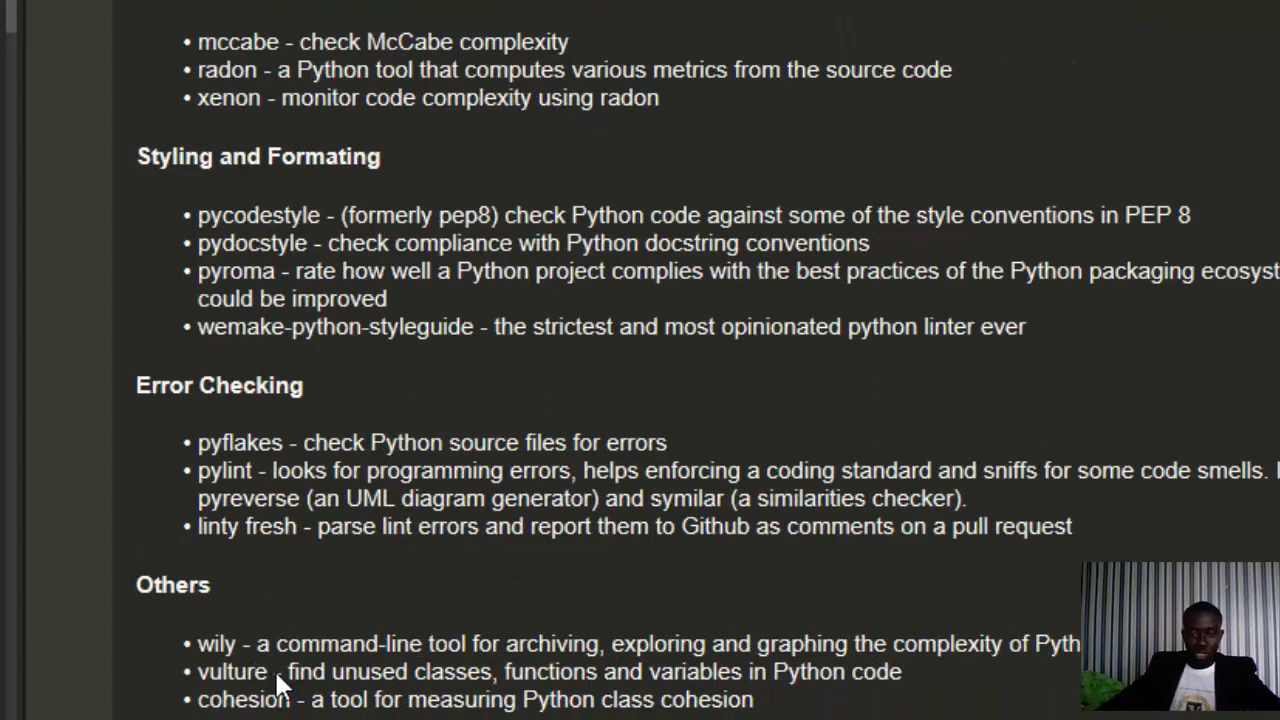 • mccabe - check McCabe complexity
• radon - a Python tool that computes various metrics from the source code
• xenon - monitor code complexity using radon
Styling and Formating
• pycodestyle - (formerly pep8) check Python code against some of the style conventions in PEP 8
• pydocstyle - check compliance with Python docstring conventions
• pyroma - rate how well a Python project complies with the best practices of the Python packaging ecosyst
could be improved
• wemake-python-styleguide - the strictest and most opinionated python linter ever
Error Checking
• pyflakes - check Python source files for errors
• pylint - looks for programming errors, helps enforcing a coding standard and sniffs for some code smells.
pyreverse (an UML diagram generator) and symilar (a similarities checker).
• linty fresh - parse lint errors and report them to Github as comments on a pull request
Others
• wily - a command-line tool for archiving, exploring and graphing the complexity of Pyth
• vulture - find unused classes, functions and variables in Python code
• cohesion - a tool for measuring Python class cohesion